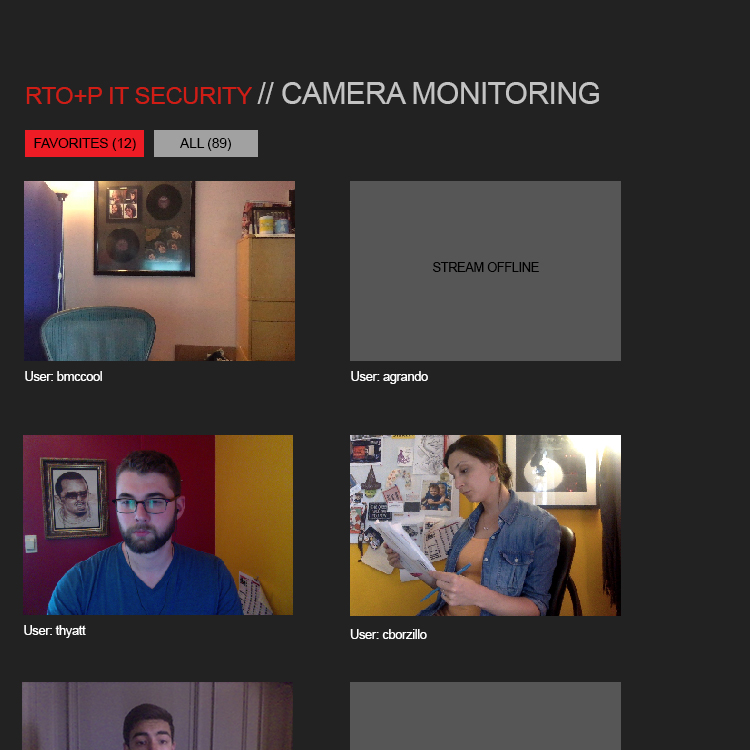 RTO+P IT SECURITY // CAMERA MONITORING
FAVORITES (12) ALL (89)
STREAM OFFLINE
User: bmccool User: agrando
User: thyatt User: cborzillo